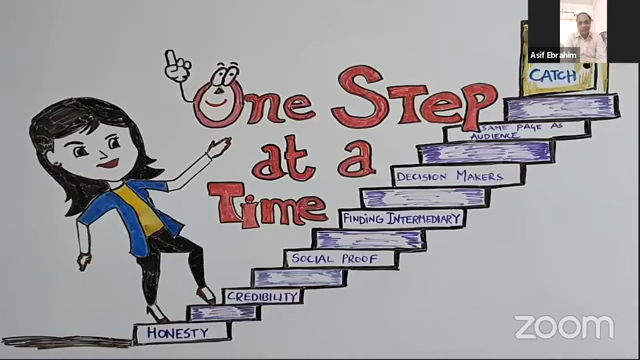 Asif Ebrahim
CATCH
One Step
at a
Time
SAME PAGE AS
AUDIENCE
DECISION MAKERS
FINDING INTERMEDIARY
SOCIAL PROOF
CREDIBILITY
HONESTY
zoom